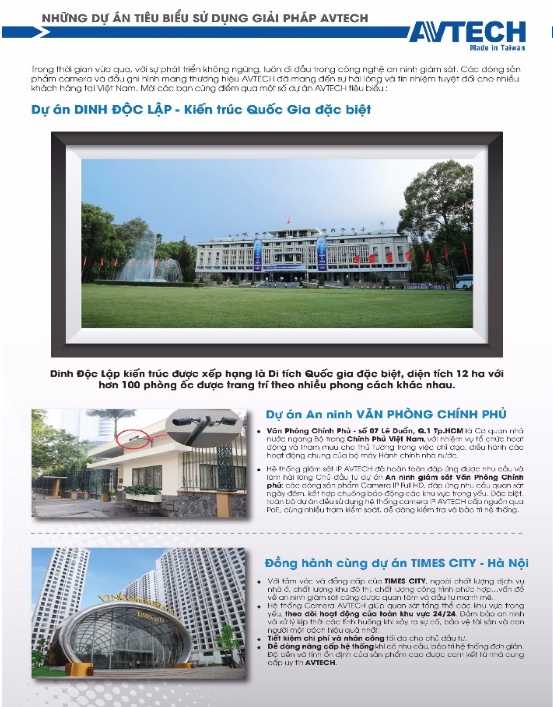 NHỮNG DỰ ÁN TIÊU BIỂU SỬ DỤNG GIẢI PHÁP AVTECH
AVTECH
Made in Taiwan
Trong thời gian vừa qua, với sự phát triển không ngừng, luôn đi đầu trong công nghệ an ninh giám sát. Các dòng sản
phẩm camera và đầu ghi hình mang thương hiệu AVTECH đã mang đến sự hài lòng và tín nhiệm tuyệt đối cho nhiều
khách hàng tại Việt Nam. Mời các bạn cùng điểm qua một số dự án AVTECH tiêu biểu :
Dự án DINH ĐỘC LẬP - Kiến trúc Quốc Gia đặc biệt
Dinh Độc Lập kiến trúc được xếp hạng là Di tích Quốc gia đặc biệt, diện tích 12 ha với
hơn 100 phòng ốc được trang trí theo nhiều phong cách khác nhau.
Dự án An ninh VĂN PHÒNG CHÍNH PHỦ
• Văn Phòng Chính Phủ - số 07 Lê Duẩn, Q.1 Tp.HCM là Cơ quan nhà
nước ngang Bộ trong Chính Phủ Việt Nam, với nhiệm vụ tổ chức hoạt
động và tham mưu cho Thủ Tướng trong việc chỉ đạo, điều hành các
hoạt động chung của bộ máy Hành chính nhà nước.
• Hệ thống giám sát IP AVTECH đã hoàn toàn đáp ứng được nhu cầu và
làm hài lòng Chủ đầu tư dự án An ninh giám sát Văn Phòng Chính
phủ: các dòng sản phẩm Camera IP Full HD, đáp ứng nhu cầu quan sát
ngày đêm, kết hợp chuông báo động các khu vực trọng yếu. Đặc biệt,
toàn bộ dự án đều sử dụng hệ thống camera IP AVTECH cấp nguồn qua
PoE, cùng nhiều trạm kiểm soát, dễ dàng kiểm tra và bảo trì hệ thống.
Đồng hành cùng dự án TIMES CITY - Hà Nội
• Với tầm vóc và đẳng cấp của TIMES CITY, ngoài chất lượng dịch vụ
nhà ở, chất lượng khu đô thị, chất lượng công trình phức hợp...vấn đề
về an ninh giám sát cũng được quan tâm và đầu tư mạnh mẽ.
• Hệ thống Camera AVTECH giúp quan sát tổng thể các khu vực trọng
yếu, theo dõi hoạt động của toàn khu vực 24/24. Đảm bảo an ninh
và xử lý kịp thời các tình huống khi xảy ra sự cố, bảo vệ tài sản và con
người một cách hiệu quả nhất.
• Tiết kiệm chi phí và nhân công tối đa cho chủ đầu tư.
• Dễ dàng nâng cấp hệ thống khi có nhu cầu, bảo trì hệ thống đơn giản.
Độ bền và tính ổn định của sản phẩm cao được cam kết từ nhà cung
cấp uy tín AVTECH.